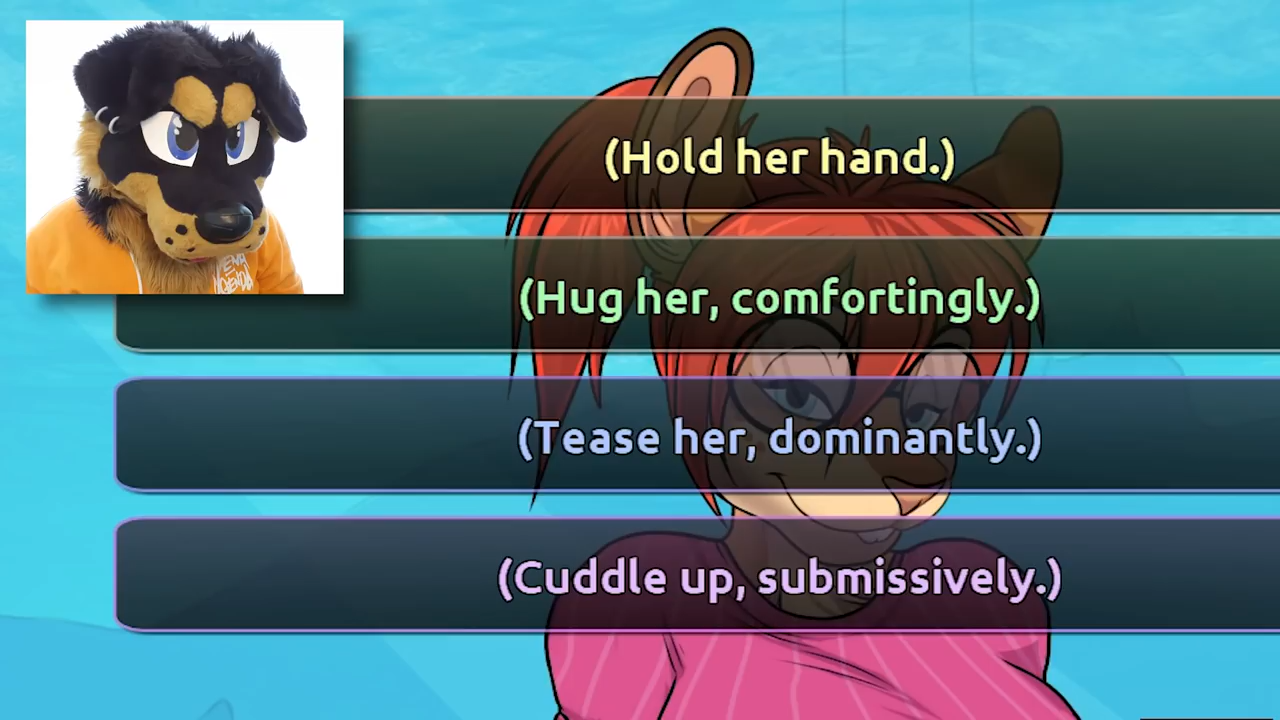 (Hold her hand.)
(Hug her, comfortingly.)
(Tease her, dominantly.)
(Cuddle up, submissively.)